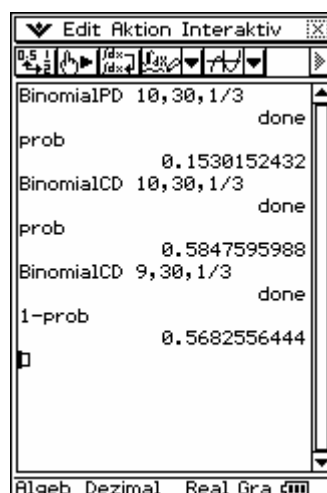 Edit Aktion Interaktiv
BinomialPD 10,30,1/3
done
prob
0.1530152432
BinomialCD 10,30,1/3
done
prob
0.5847595988
BinomialCD 9,30,1/3
done
1-prob
0.5682556444
Algeb Dezimal Real Gra